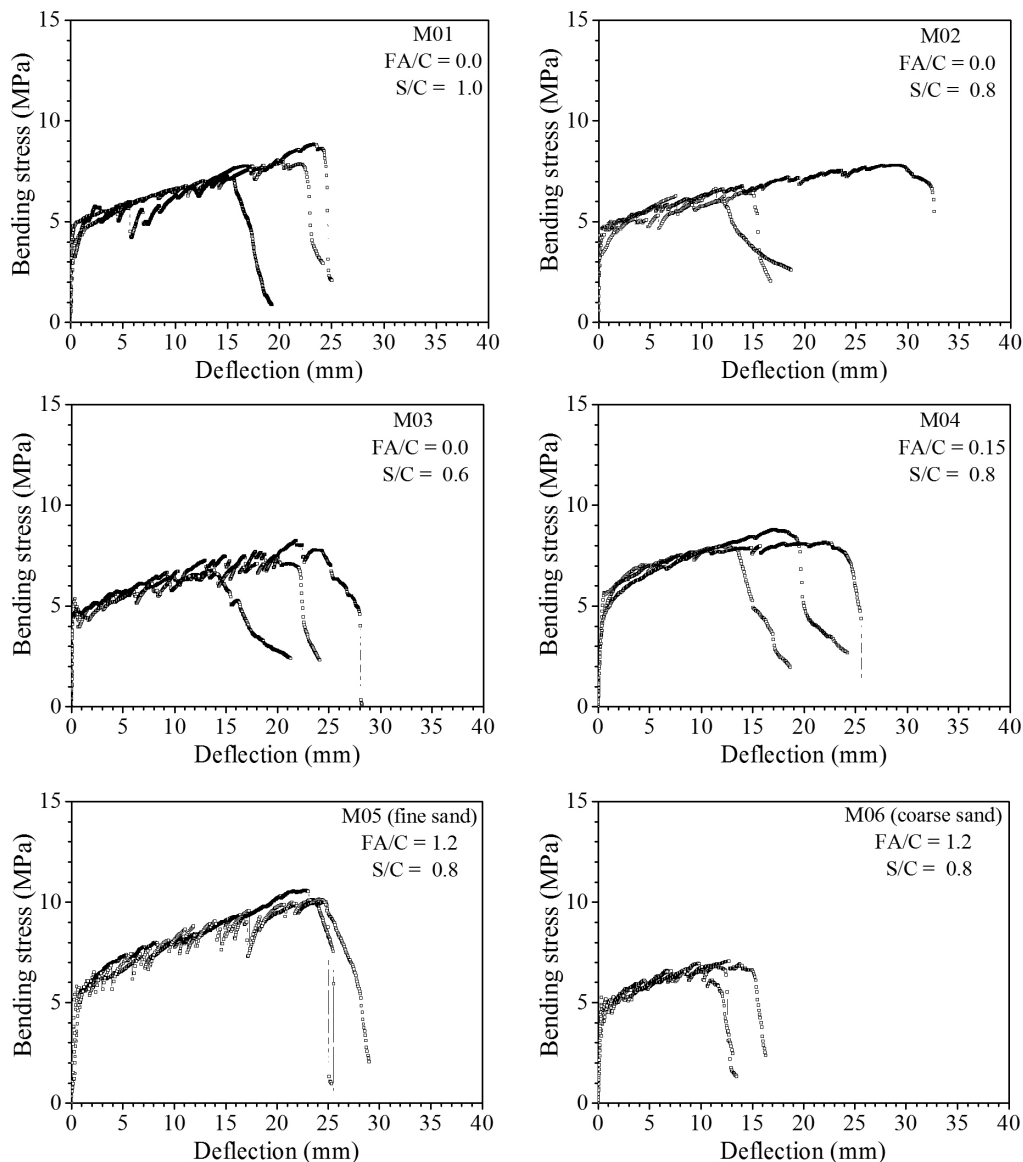 15
M01
FA/C = 0.0
S/C = 1.0
10
5
0
Bending stress (MPa)
0 5 10 15 20 25 30 35 40
Deflection (mm)
15
M02
FA/C = 0.0
S/C = 0.8
10
5
0
Bending stress (MPa)
0 5 10 15 20 25 30 35 40
Deflection (mm)
15
M03
FA/C = 0.0
S/C = 0.6
10
5
0
Bending stress (MPa)
0 5 10 15 20 25 30 35 40
Deflection (mm)
15
M04
FA/C = 0.15
S/C = 0.8
10
5
0
Bending stress (MPa)
0 5 10 15 20 25 30 35 40
Deflection (mm)
15
M05 (fine sand)
FA/C = 1.2
S/C = 0.8
10
5
0
Bending stress (MPa)
0 5 10 15 20 25 30 35 40
Deflection (mm)
15
M06 (coarse sand)
FA/C = 1.2
S/C = 0.8
10
5
0
Bending stress (MPa)
0 5 10 15 20 25 30 35 40
Deflection (mm)